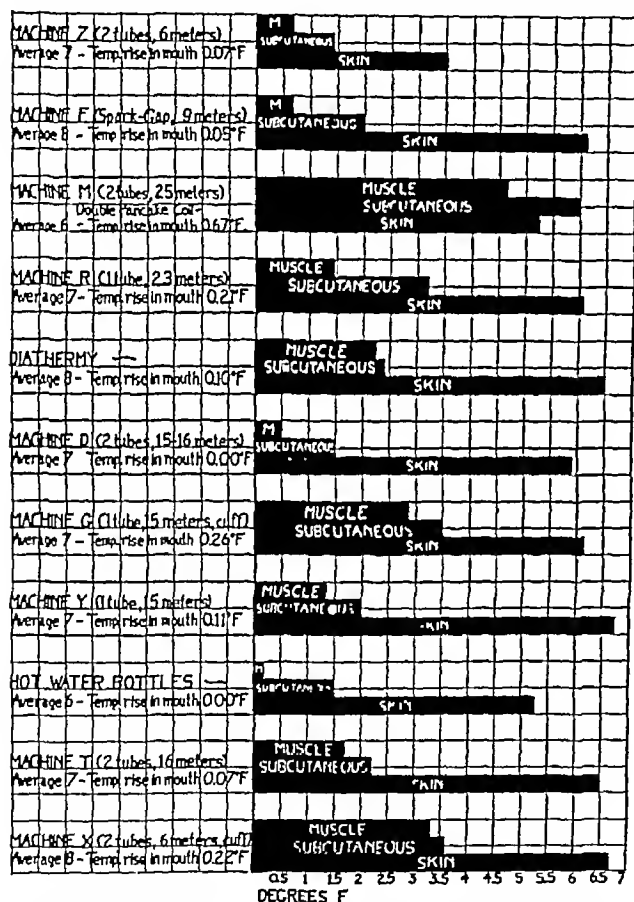 MACHINE Z (2 tubes, 6 meters)
Average 7 - Temp. rise in mouth 0.07°F
M
SUBCUTANEOUS
SKIN
MACHINE F (Spark-Gap, 9 meters)
Average 8 - Temp. rise in mouth 0.05°F
M
SUBCUTANEOUS
SKIN
MACHINE M (2 tubes, 25 meters)
Double Pancake Coil-
Average 6 - Temp. rise in mouth 0.67°F
MUSCLE
SUBCUTANEOUS
SKIN
MACHINE R (1 tube, 23 meters)
Average 7 - Temp. rise in mouth 0.21°F
MUSCLE
SUBCUTANEOUS
SKIN
DIATHERMY —
Average 8 - Temp. rise in mouth 0.10°F
MUSCLE
SUBCUTANEOUS
SKIN
MACHINE D (2 tubes, 15-16 meters)
Average 7 - Temp. rise in mouth 0.00°F
M
SUBCUTANEOUS
SKIN
MACHINE G (1 tube, 15 meters, cuff)
Average 7 - Temp. rise in mouth 0.26°F
MUSCLE
SUBCUTANEOUS
SKIN
MACHINE Y (1 tube, 15 meters)
Average 7 - Temp. rise in mouth 0.11°F
MUSCLE
SUBCUTANEOUS
SKIN
HOT WATER BOTTLES —
Average 6 - Temp. rise in mouth 0.00°F
M
SUBCUTANEOUS
SKIN
MACHINE T (2 tubes, 16 meters)
Average 7 - Temp. rise in mouth 0.07°F
MUSCLE
SUBCUTANEOUS
SKIN
MACHINE X (2 tubes, 6 meters, cuff)
Average 8 - Temp. rise in mouth 0.22°F
MUSCLE
SUBCUTANEOUS
SKIN
0.5 1 1.5 2 2.5 3 3.5 4 4.5 5 5.5 6 6.5 7
DEGREES F